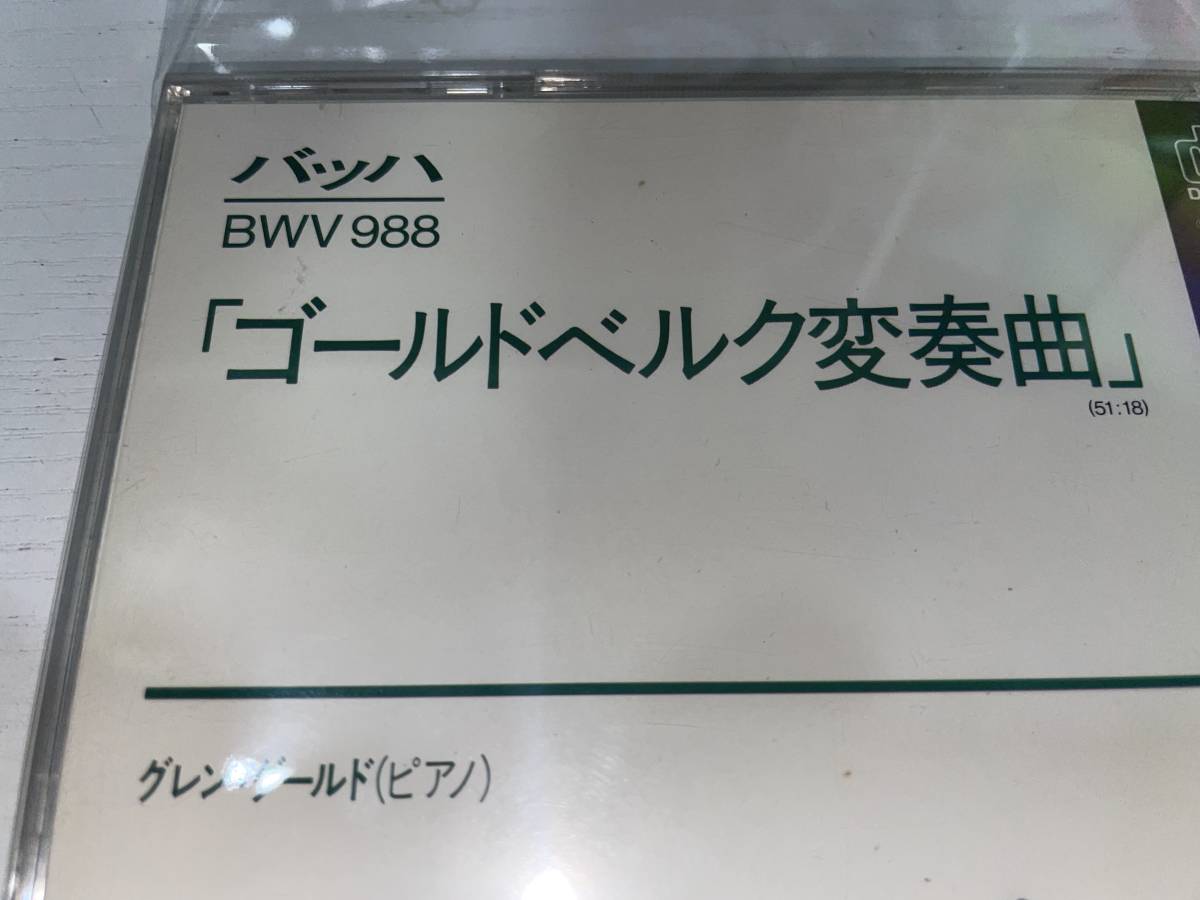 バッハ
BWV 988
「ゴールドベルク変奏曲」
(51:18)
グレン・グールド(ピアノ)